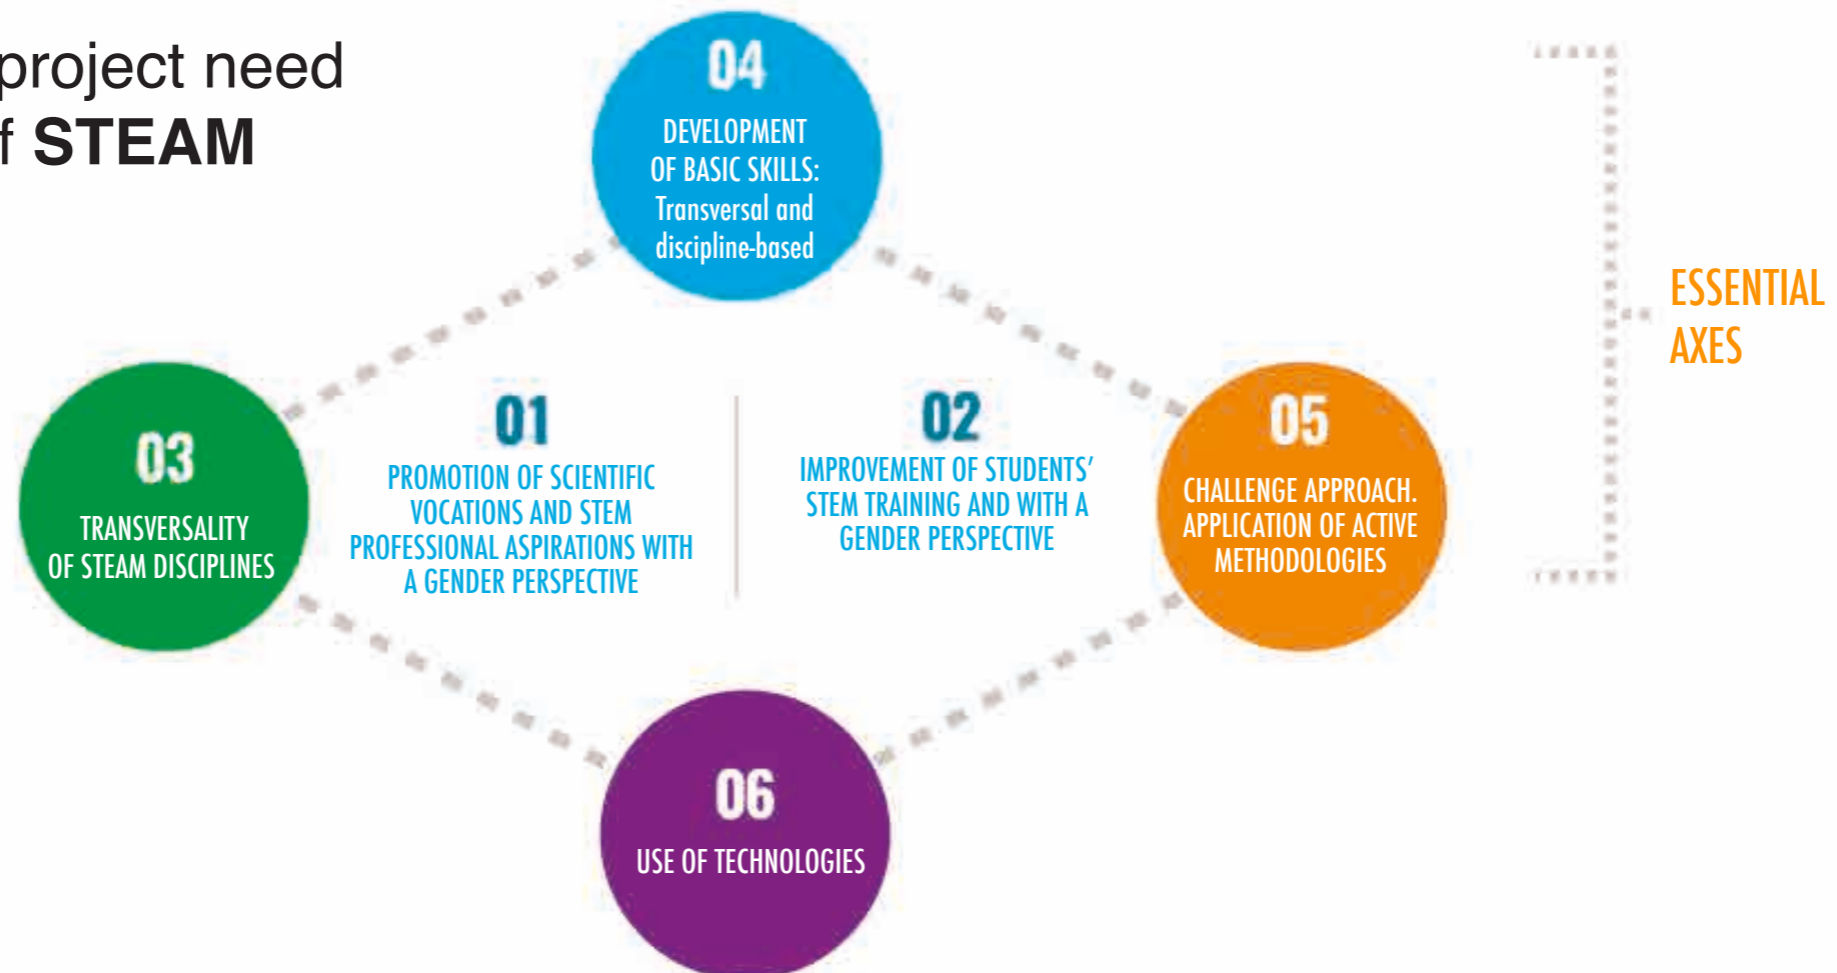 project need
f STEAM
04
DEVELOPMENT
OF BASIC SKILLS:
Transversal and
discipline-based
ESSENTIAL
AXES
03
TRANSVERSALITY
OF STEAM DISCIPLINES
01
PROMOTION OF SCIENTIFIC
VOCATIONS AND STEM
PROFESSIONAL ASPIRATIONS WITH
A GENDER PERSPECTIVE
02
IMPROVEMENT OF STUDENTS’
STEM TRAINING AND WITH A
GENDER PERSPECTIVE
05
CHALLENGE APPROACH.
APPLICATION OF ACTIVE
METHODOLOGIES
06
USE OF TECHNOLOGIES